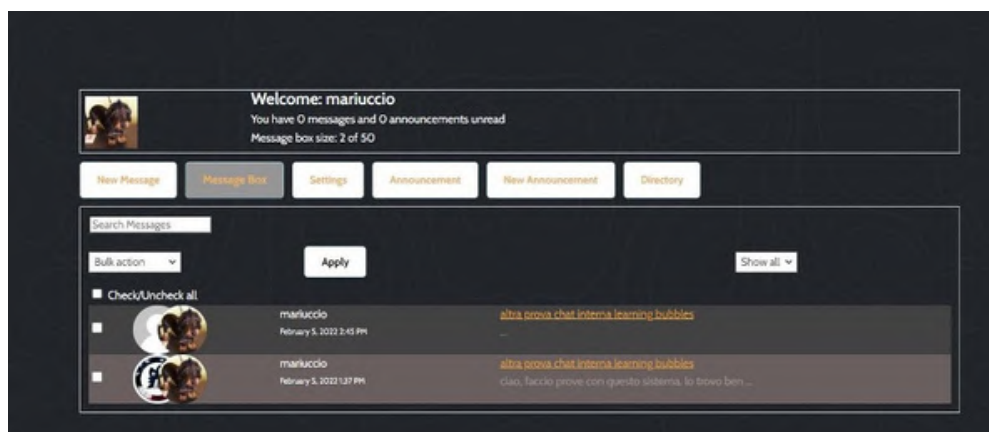 Welcome: mariuccio
You have 0 messages and 0 announcements unread
Message box size: 2 of 50
New Message Message Box Settings Announcement New Announcement Directory
Search Messages
Bulk action Apply Show all
Check/Uncheck all
mariuccio altra prova chat interna learning bubbles
February 5, 2022 2:45 PM ...
mariuccio altra prova chat interna learning bubbles
February 5, 2022 1:37 PM ciao, faccio prove con questo sistema, lo trovo ben ...